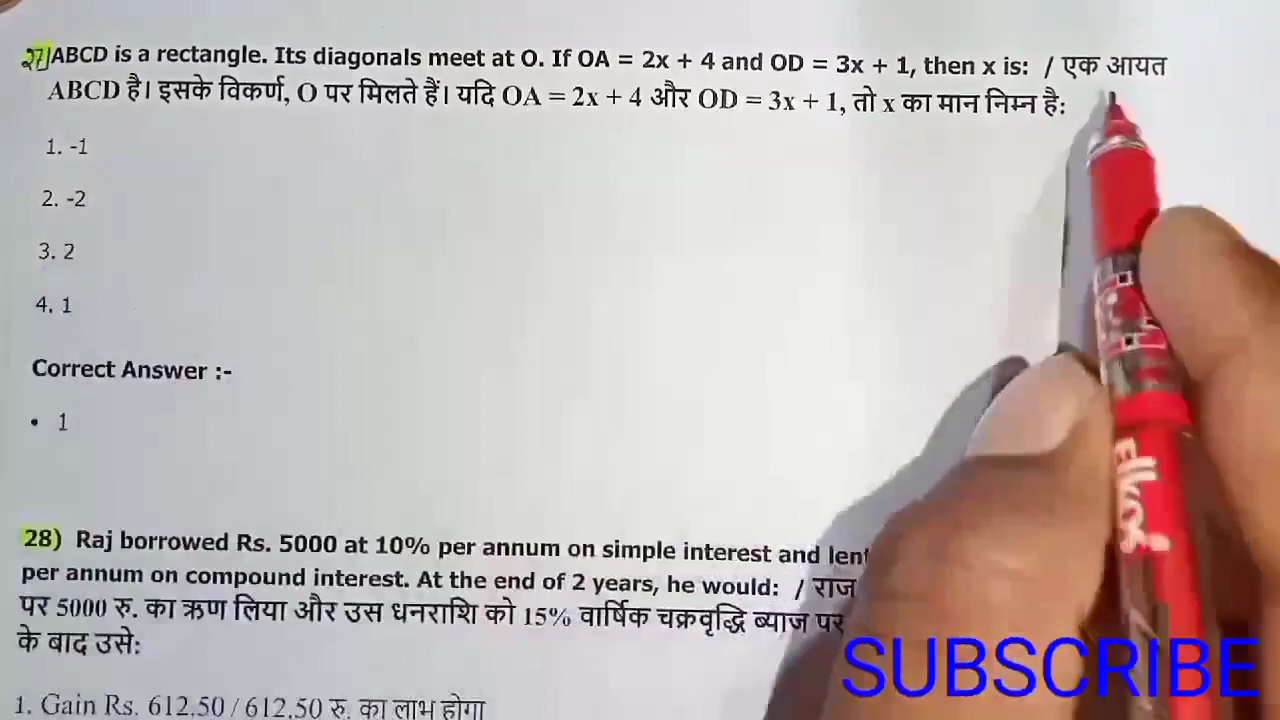 27) ABCD is a rectangle. Its diagonals meet at O. If OA = 2x + 4 and OD = 3x + 1, then x is: / एक आयत
ABCD है। इसके विकर्ण, O पर मिलते हैं। यदि OA = 2x + 4 और OD = 3x + 1, तो x का मान निम्न है:
1. -1
2. -2
3. 2
4. 1
Correct Answer :-
• 1
28) Raj borrowed Rs. 5000 at 10% per annum on simple interest and lent
per annum on compound interest. At the end of 2 years, he would: / राज
पर 5000 रु. का ऋण लिया और उस धनराशि को 15% वार्षिक चक्रवृद्धि ब्याज पर
के बाद उसे:
1. Gain Rs. 612.50 / 612.50 रु. का लाभ होगा
SUBSCRIBE
elkos